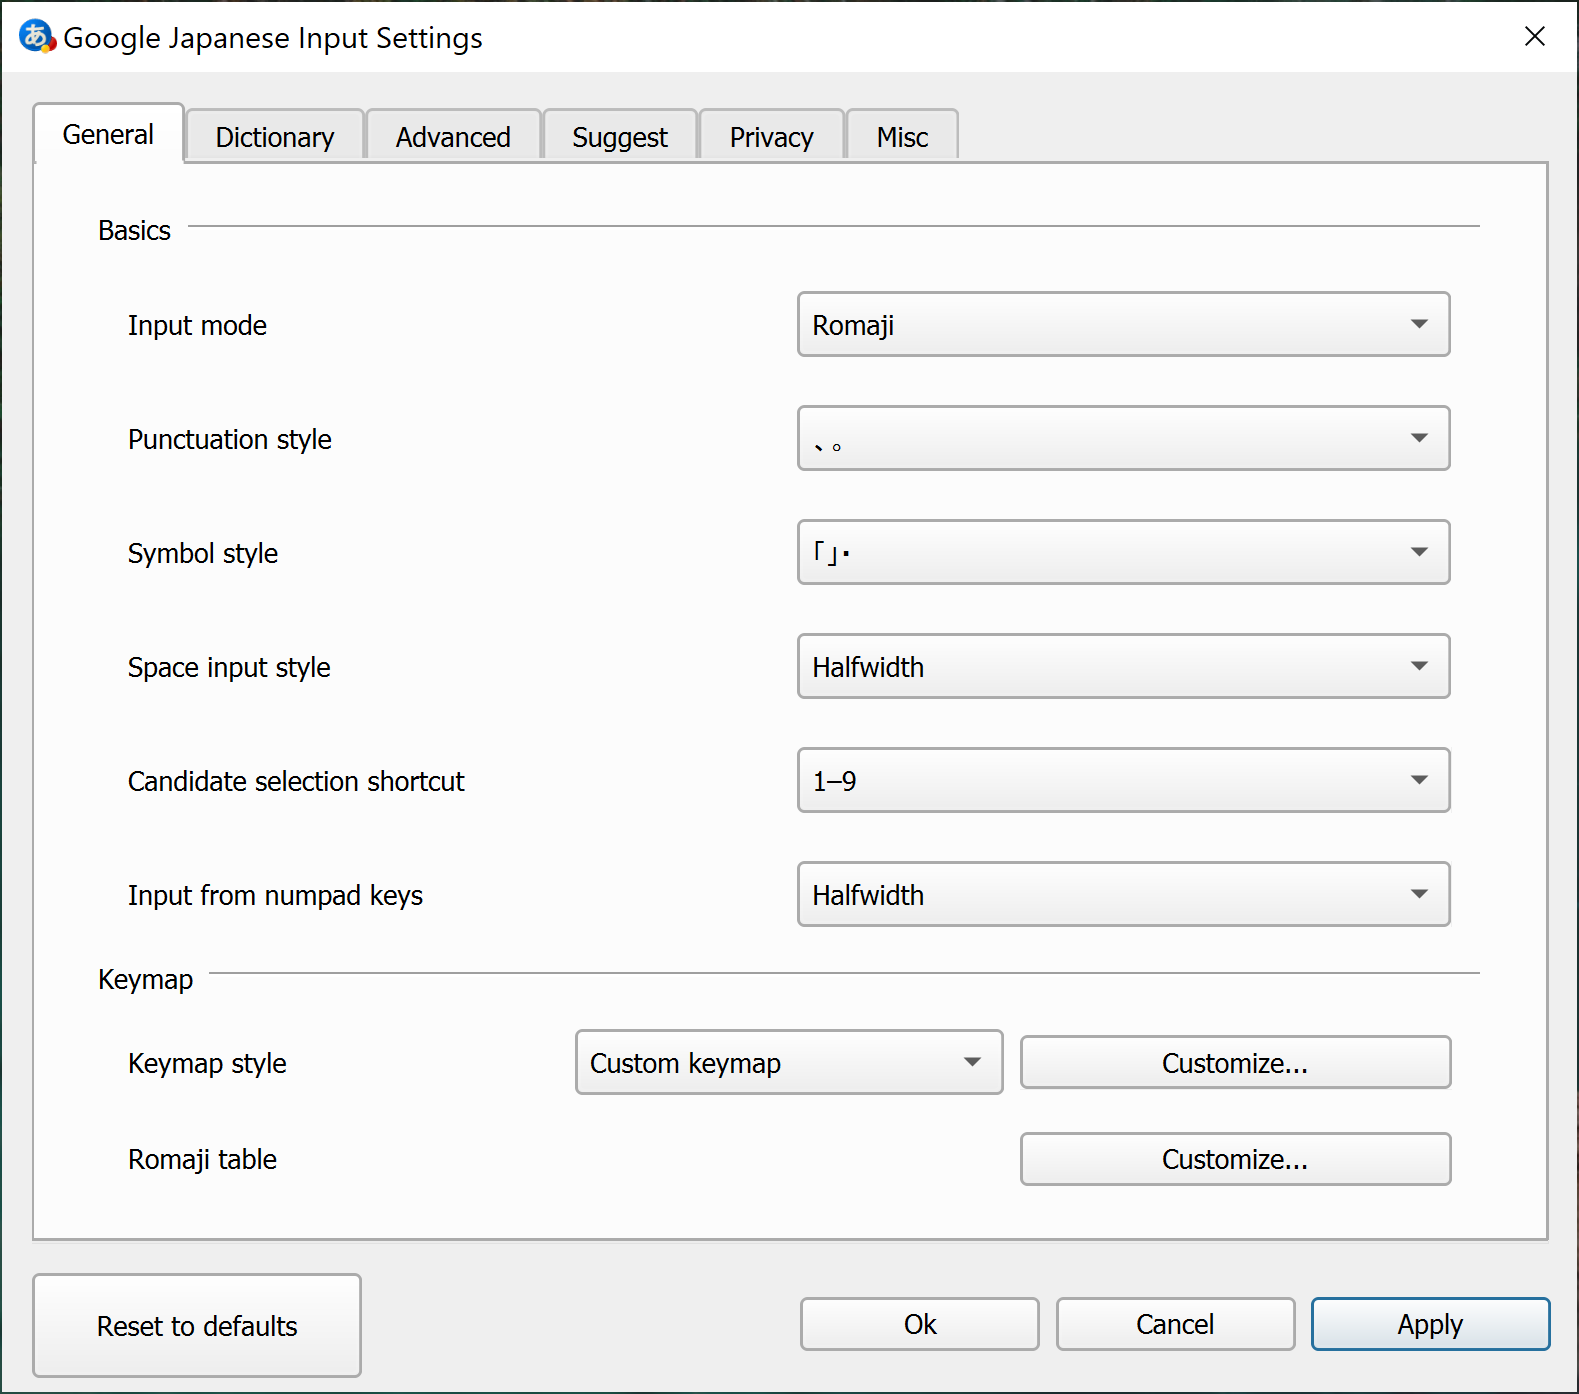 あ Google Japanese Input Settings
General Dictionary Advanced Suggest Privacy Misc
Basics
Input mode Romaji
Punctuation style 、。
Symbol style 「」・
Space input style Halfwidth
Candidate selection shortcut 1–9
Input from numpad keys Halfwidth
Keymap
Keymap style Custom keymap Customize...
Romaji table Customize...
Reset to defaults Ok Cancel Apply